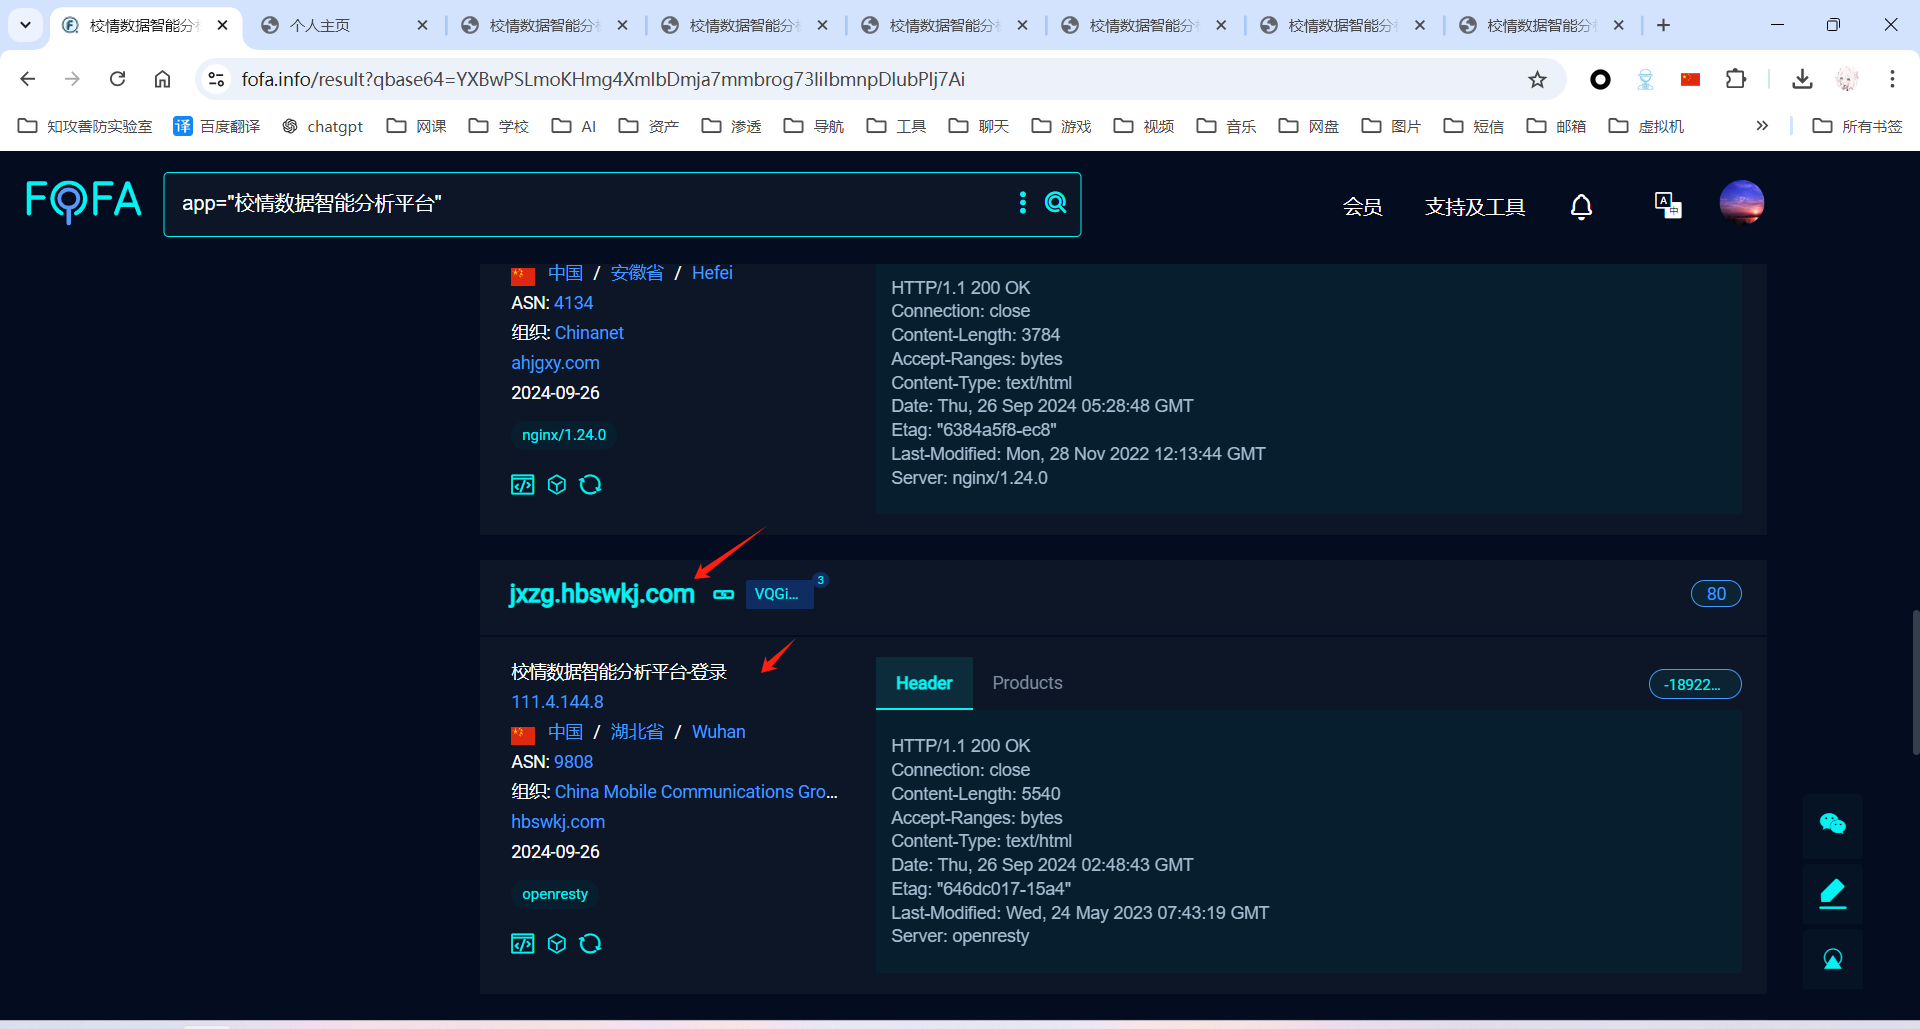 校情数据智能分析
个人主页
校情数据智能分析
校情数据智能分析
校情数据智能分析
校情数据智能分析
校情数据智能分析
校情数据智能分析
fofa.info/result?qbase64=YXBwPSLmoKHmg4XmlbDmja7mmbrog73liIbmnpDlubPlj7Ai
知攻善防实验室
译 百度翻译
chatgpt
网课
学校
AI
资产
渗透
导航
工具
聊天
游戏
视频
音乐
网盘
图片
短信
邮箱
虚拟机
所有书签
FOFA
app="校情数据智能分析平台"
会员
支持及工具
A 中
中国 / 安徽省 / Hefei
ASN: 4134
组织: Chinanet
ahjgxy.com
2024-09-26
nginx/1.24.0
HTTP/1.1 200 OK
Connection: close
Content-Length: 3784
Accept-Ranges: bytes
Content-Type: text/html
Date: Thu, 26 Sep 2024 05:28:48 GMT
Etag: "6384a5f8-ec8"
Last-Modified: Mon, 28 Nov 2022 12:13:44 GMT
Server: nginx/1.24.0
jxzg.hbswkj.com
VQGi...
3
80
校情数据智能分析平台-登录
111.4.144.8
中国 / 湖北省 / Wuhan
ASN: 9808
组织: China Mobile Communications Gro...
hbswkj.com
2024-09-26
openresty
Header
Products
-18922...
HTTP/1.1 200 OK
Connection: close
Content-Length: 5540
Accept-Ranges: bytes
Content-Type: text/html
Date: Thu, 26 Sep 2024 02:48:43 GMT
Etag: "646dc017-15a4"
Last-Modified: Wed, 24 May 2023 07:43:19 GMT
Server: openresty